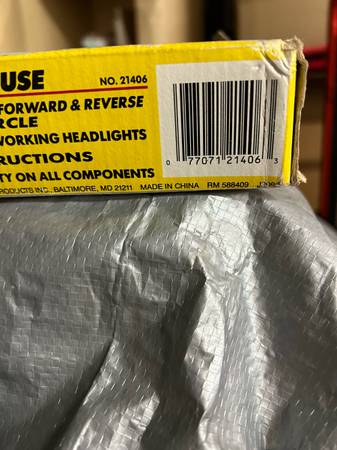 USE
NO. 21406
FORWARD & REVERSE
RCLE
WORKING HEADLIGHTS
RUCTIONS
TY ON ALL COMPONENTS
PRODUCTS INC., BALTIMORE, MD 21211 MADE IN CHINA RM 588409
0 77071 21406 3